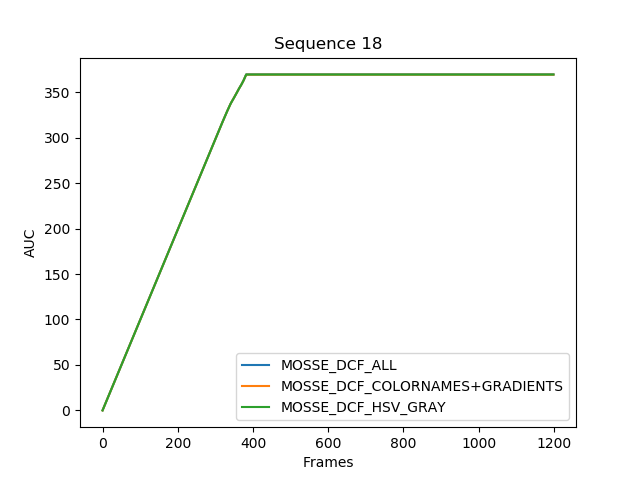 Sequence 18
AUC
350
300
250
200
150
100
50
0
MOSSE_DCF_ALL
MOSSE_DCF_COLORNAMES+GRADIENTS
MOSSE_DCF_HSV_GRAY
0 200 400 600 800 1000 1200
Frames